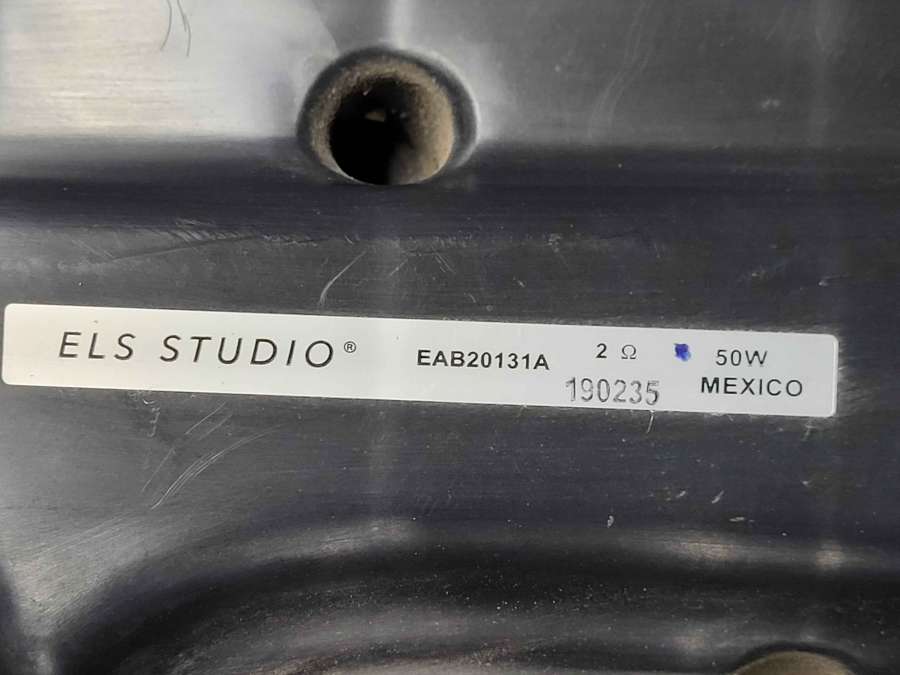 ELS STUDIO® EAB20131A 2 Ω 50W
190235 MEXICO